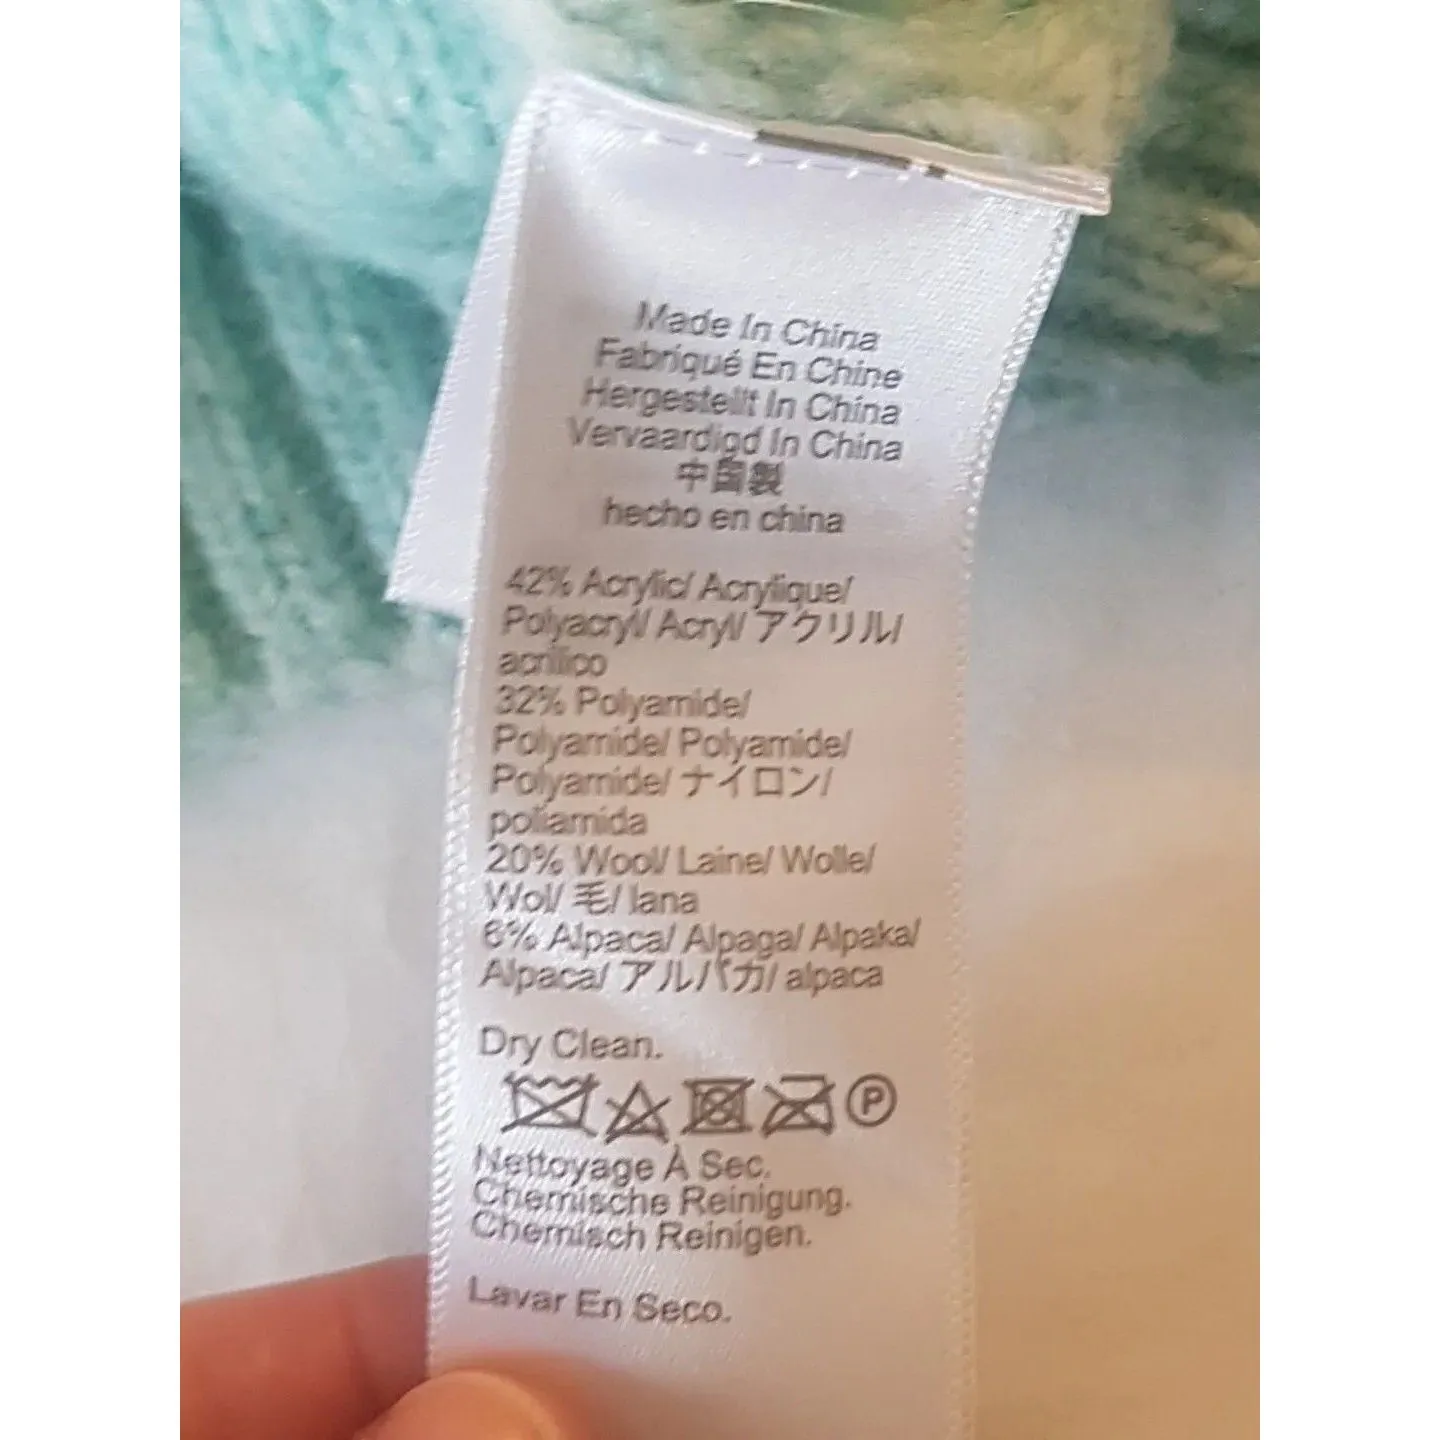 Made In China
Fabriqué En Chine
Hergestellt In China
Vervaardigd In China
中国製
hecho en china
42% Acrylic/ Acrylique/
Polyacryl/ Acryl/ アクリル/
acrilico
32% Polyamide/
Polyamide/ Polyamide/
Polyamide/ ナイロン/
poliamida
20% Wool/ Laine/ Wolle/
Wol/ 毛/ lana
6% Alpaca/ Alpaga/ Alpaka/
Alpaca/ アルパカ/ alpaca
Dry Clean.
P
Nettoyage À Sec.
Chemische Reinigung.
Chemisch Reinigen.
Lavar En Seco.